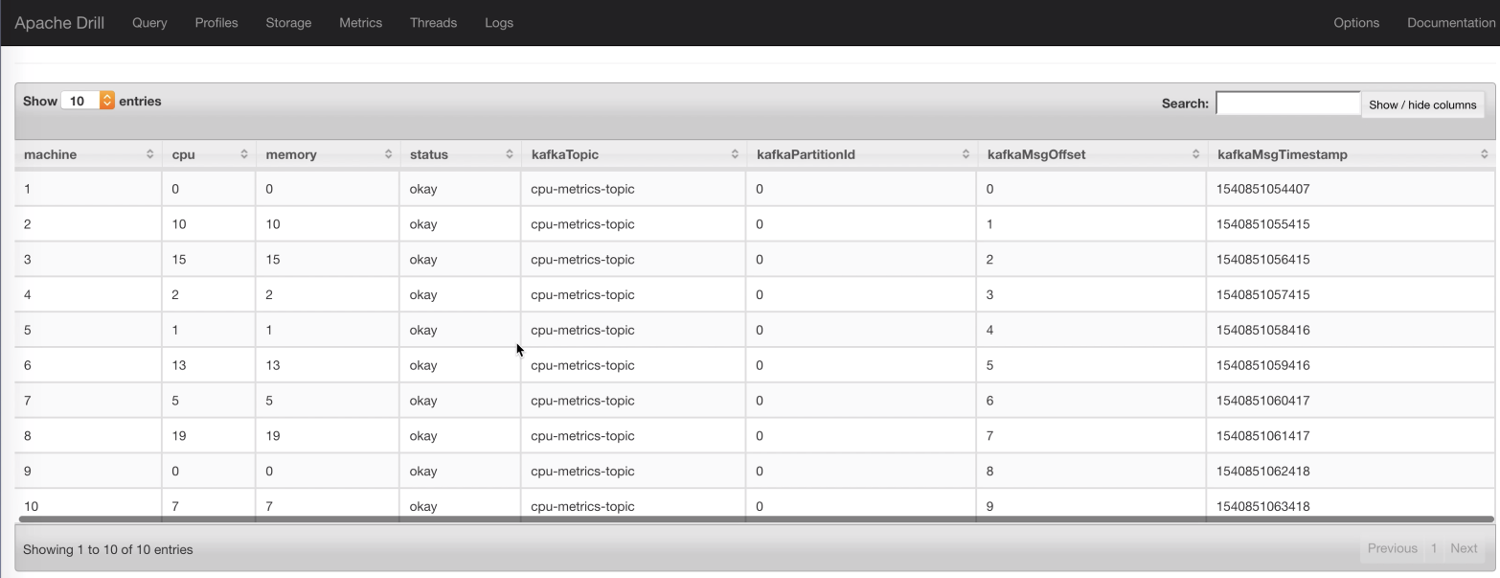 Apache Drill Query Profiles Storage Metrics Threads Logs Options Documentation
Show 10 entries Search: Show / hide columns
machine cpu memory status kafkaTopic kafkaPartitionId kafkaMsgOffset kafkaMsgTimestamp
1 0 0 okay cpu-metrics-topic 0 0 1540851054407
2 10 10 okay cpu-metrics-topic 0 1 1540851055415
3 15 15 okay cpu-metrics-topic 0 2 1540851056415
4 2 2 okay cpu-metrics-topic 0 3 1540851057415
5 1 1 okay cpu-metrics-topic 0 4 1540851058416
6 13 13 okay cpu-metrics-topic 0 5 1540851059416
7 5 5 okay cpu-metrics-topic 0 6 1540851060417
8 19 19 okay cpu-metrics-topic 0 7 1540851061417
9 0 0 okay cpu-metrics-topic 0 8 1540851062418
10 7 7 okay cpu-metrics-topic 0 9 1540851063418
Showing 1 to 10 of 10 entries Previous 1 Next